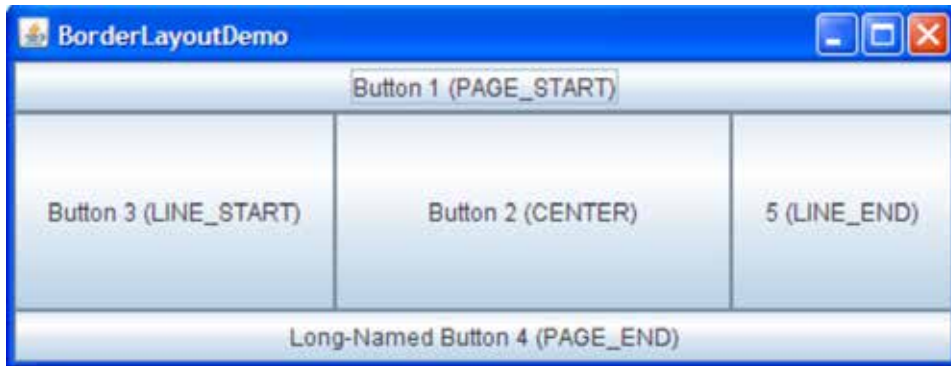 BorderLayoutDemo
Button 1 (PAGE_START)
Button 3 (LINE_START)
Button 2 (CENTER)
5 (LINE_END)
Long-Named Button 4 (PAGE_END)